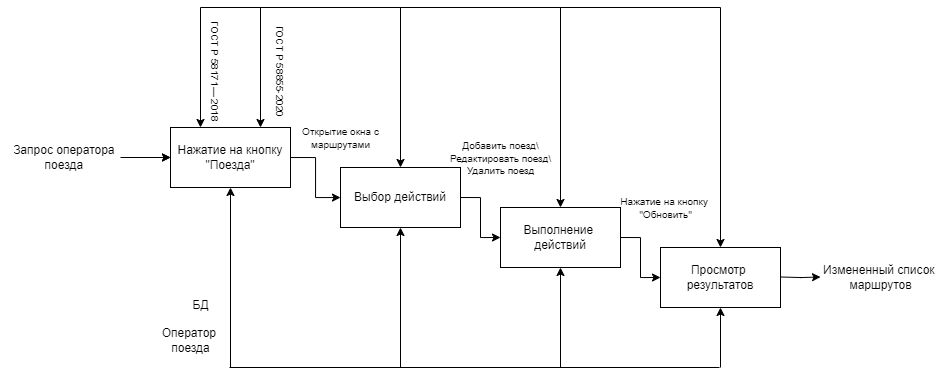 ГОСТ Р 58171—2018
ГОСТ Р 58855-2020
Запрос оператора
поезда
Нажатие на кнопку
"Поезда"
Открытие окна с
маршрутами
Выбор действий
Добавить поезд\
Редактировать поезд\
Удалить поезд
Выполнение
действий
Нажатие на кнопку
"Обновить"
Просмотр
результатов
Измененный список
маршрутов
БД
Оператор
поезда